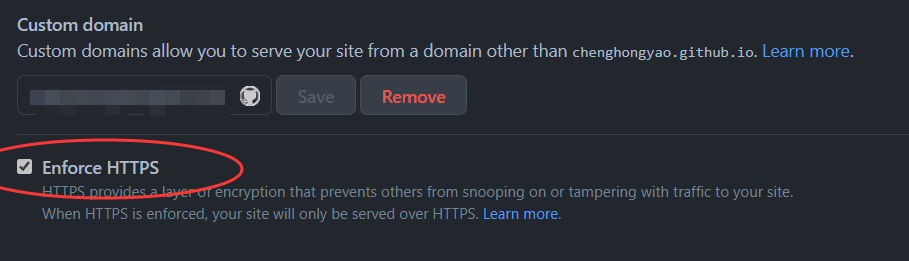 Custom domain
Custom domains allow you to serve your site from a domain other than chenghongyao.github.io. Learn more.
Save Remove
Enforce HTTPS
HTTPS provides a layer of encryption that prevents others from snooping on or tampering with traffic to your site.
When HTTPS is enforced, your site will only be served over HTTPS. Learn more.